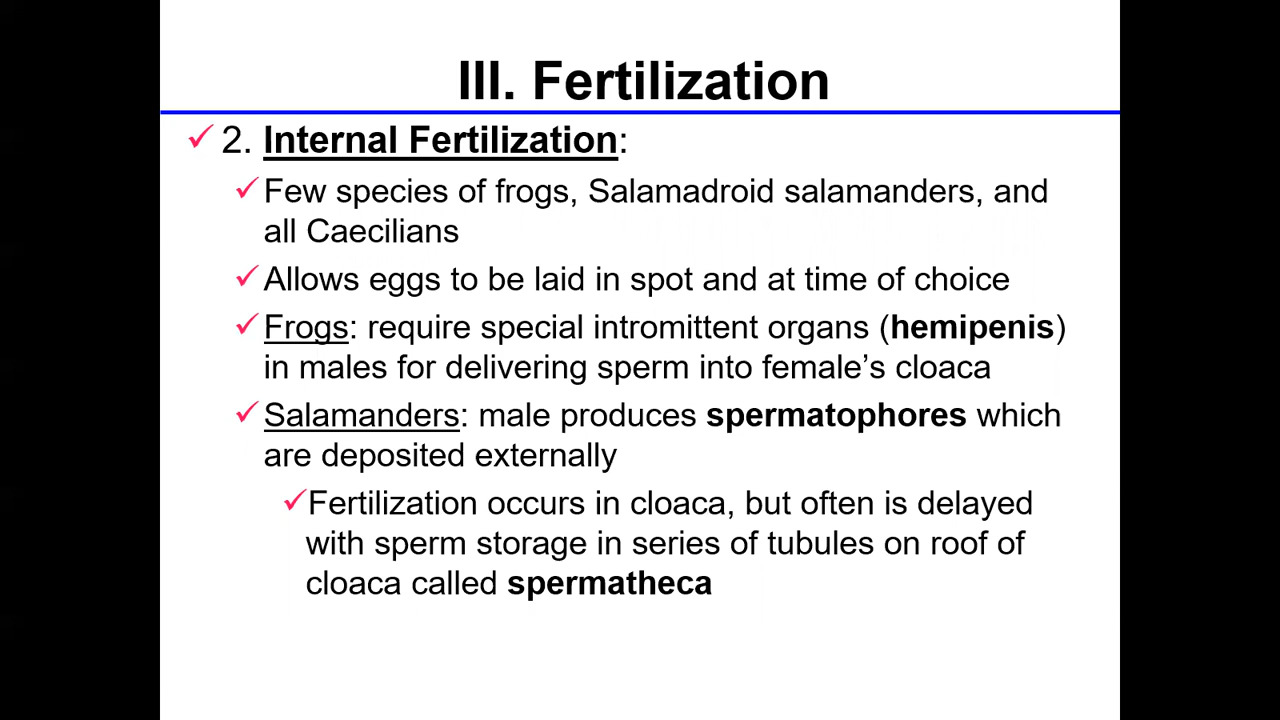 III. Fertilization
2. Internal Fertilization:
Few species of frogs, Salamadroid salamanders, and
all Caecilians
Allows eggs to be laid in spot and at time of choice
Frogs: require special intromittent organs (hemipenis)
in males for delivering sperm into female’s cloaca
Salamanders: male produces spermatophores which
are deposited externally
Fertilization occurs in cloaca, but often is delayed
with sperm storage in series of tubules on roof of
cloaca called spermatheca